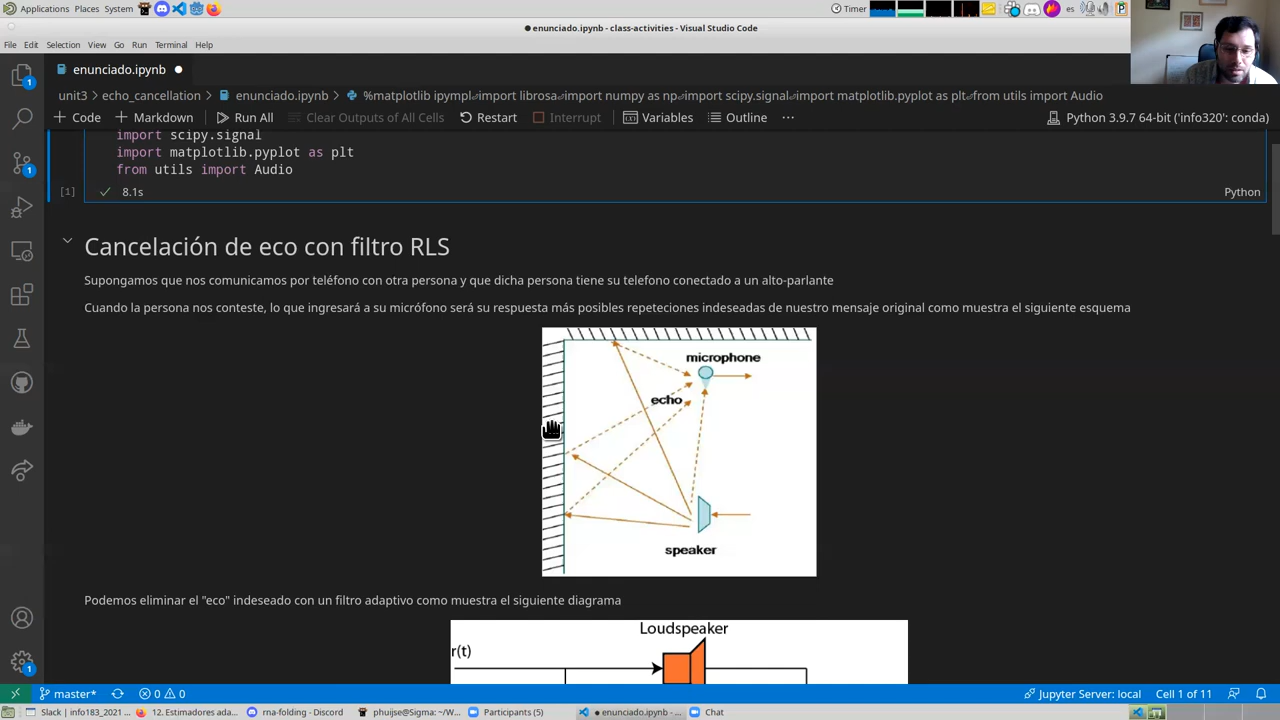 Applications Places System Timer es
enunciado.ipynb - class-activities - Visual Studio Code
File Edit Selection View Go Run Terminal Help
enunciado.ipynb
unit3 > echo_cancellation > enunciado.ipynb > %matplotlib ipympl import librosa import numpy as np import scipy.signal import matplotlib.pyplot as plt from utils import Audio
+ Code + Markdown Run All Clear Outputs of All Cells Restart Interrupt Variables Outline ... Python 3.9.7 64-bit ('info320': conda)
import scipy.signal
import matplotlib.pyplot as plt
from utils import Audio
[1] 8.1s Python
Cancelación de eco con filtro RLS
Supongamos que nos comunicamos por teléfono con otra persona y que dicha persona tiene su telefono conectado a un alto-parlante
Cuando la persona nos conteste, lo que ingresará a su micrófono será su respuesta más posibles repeteciones indeseadas de nuestro mensaje original como muestra el siguiente esquema
microphone
echo
speaker
Podemos eliminar el "eco" indeseado con un filtro adaptivo como muestra el siguiente diagrama
Loudspeaker
r(t)
master* 0 0 Jupyter Server: local Cell 1 of 11
Slack | info183_2021 ... 12. Estimadores ada... rna-folding - Discord phuijse@Sigma: ~/W... Participants (5) enunciado.ipynb - ... Chat